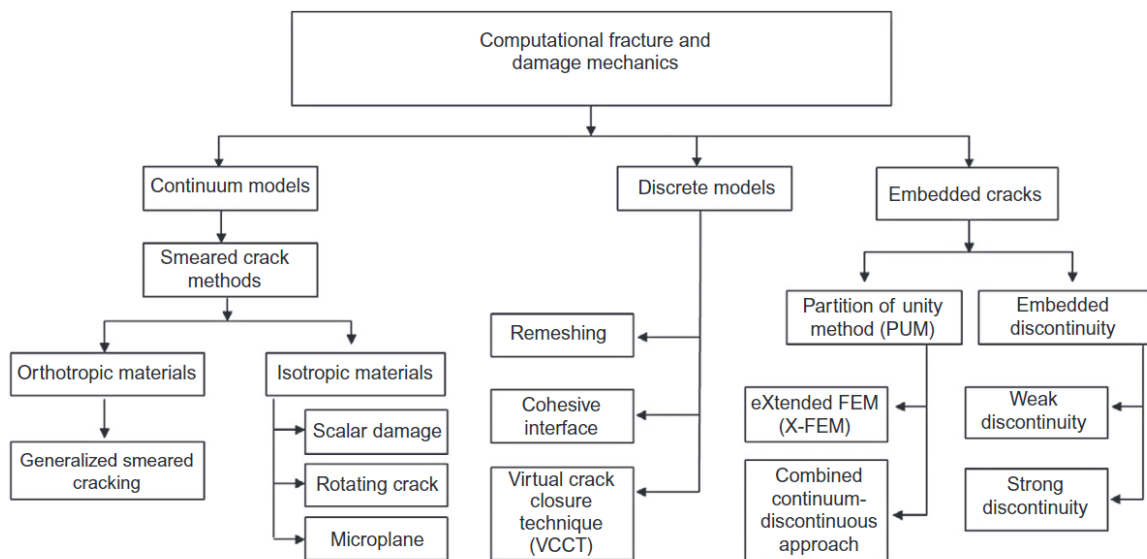 Computational fracture and
damage mechanics
Continuum models
Discrete models
Embedded cracks
Smeared crack
methods
Partition of unity
method (PUM)
Embedded
discontinuity
Remeshing
Orthotropic materials
Isotropic materials
eXtended FEM
(X-FEM)
Weak
discontinuity
Cohesive
interface
Scalar damage
Generalized smeared
cracking
Rotating crack
Virtual crack
closure
technique
(VCCT)
Combined
continuum-
discontinuous
approach
Strong
discontinuity
Microplane